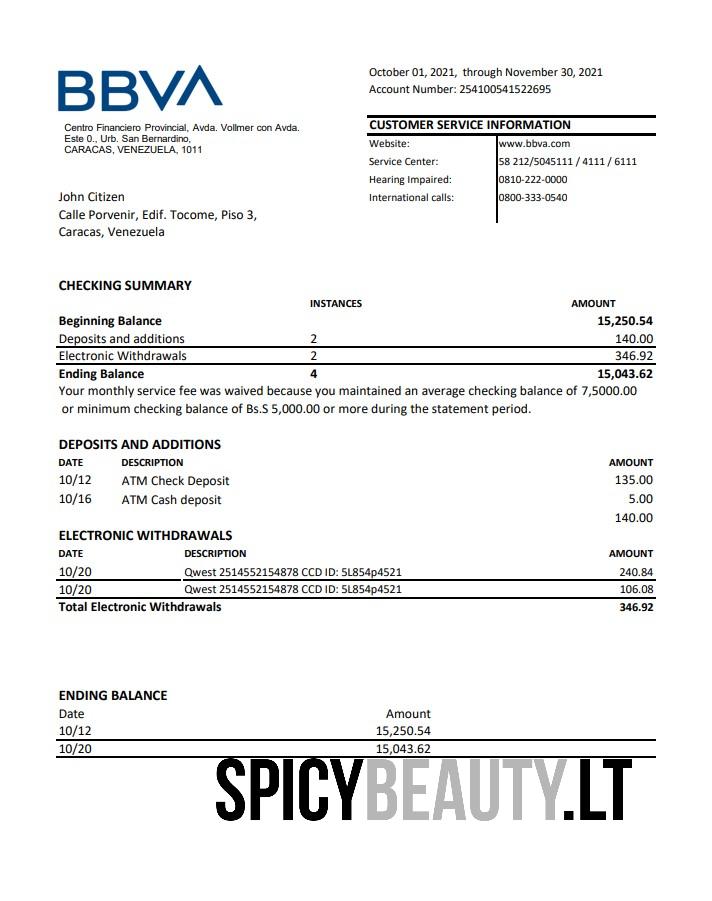 BBVA
Centro Financiero Provincial, Avda. Vollmer con Avda.
Este 0., Urb. San Bernardino,
CARACAS, VENEZUELA, 1011
October 01, 2021, through November 30, 2021
Account Number: 254100541522695
CUSTOMER SERVICE INFORMATION
Website: www.bbva.com
Service Center: 58 212/5045111 / 4111 / 6111
Hearing Impaired: 0810-222-0000
International calls: 0800-333-0540
John Citizen
Calle Porvenir, Edif. Tocome, Piso 3,
Caracas, Venezuela
CHECKING SUMMARY
INSTANCES AMOUNT
Beginning Balance 15,250.54
Deposits and additions 2 140.00
Electronic Withdrawals 2 346.92
Ending Balance 4 15,043.62
Your monthly service fee was waived because you maintained an average checking balance of 7,5000.00
or minimum checking balance of Bs.S 5,000.00 or more during the statement period.
DEPOSITS AND ADDITIONS
DATE DESCRIPTION AMOUNT
10/12 ATM Check Deposit 135.00
10/16 ATM Cash deposit 5.00
140.00
ELECTRONIC WITHDRAWALS
DATE DESCRIPTION AMOUNT
10/20 Qwest 2514552154878 CCD ID: 5L854p4521 240.84
10/20 Qwest 2514552154878 CCD ID: 5L854p4521 106.08
Total Electronic Withdrawals 346.92
ENDING BALANCE
Date Amount
10/12 15,250.54
10/20 15,043.62
SPICYBEAUTY.LT